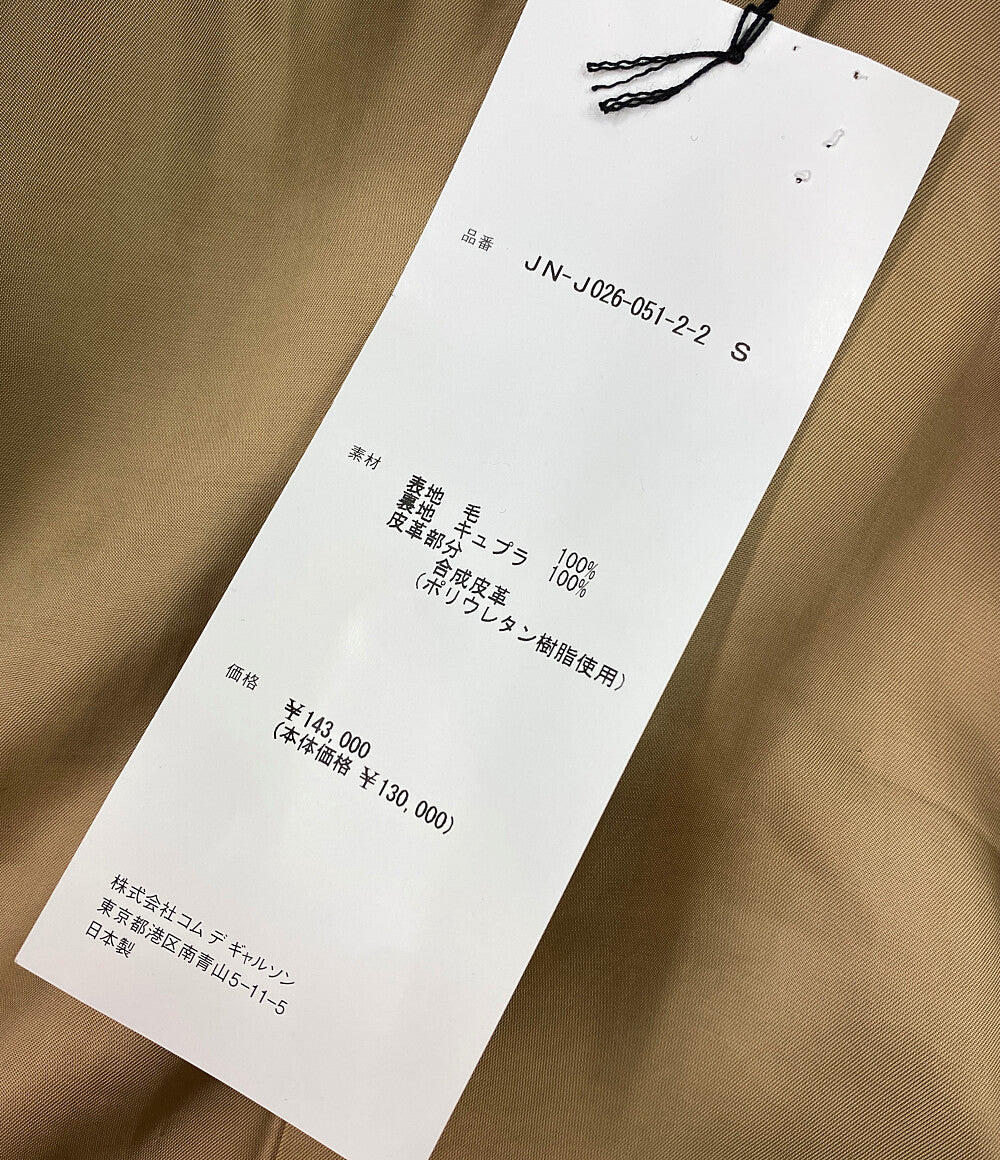 品番 JN-J026-051-2-2 S
素材 表地 毛 100%
裏地 キュプラ 100%
皮革部分
合成皮革
(ポリウレタン樹脂使用)
価格 ¥143,000
(本体価格 ¥130,000)
株式会社コム デ ギャルソン
東京都港区南青山5-11-5
日本製